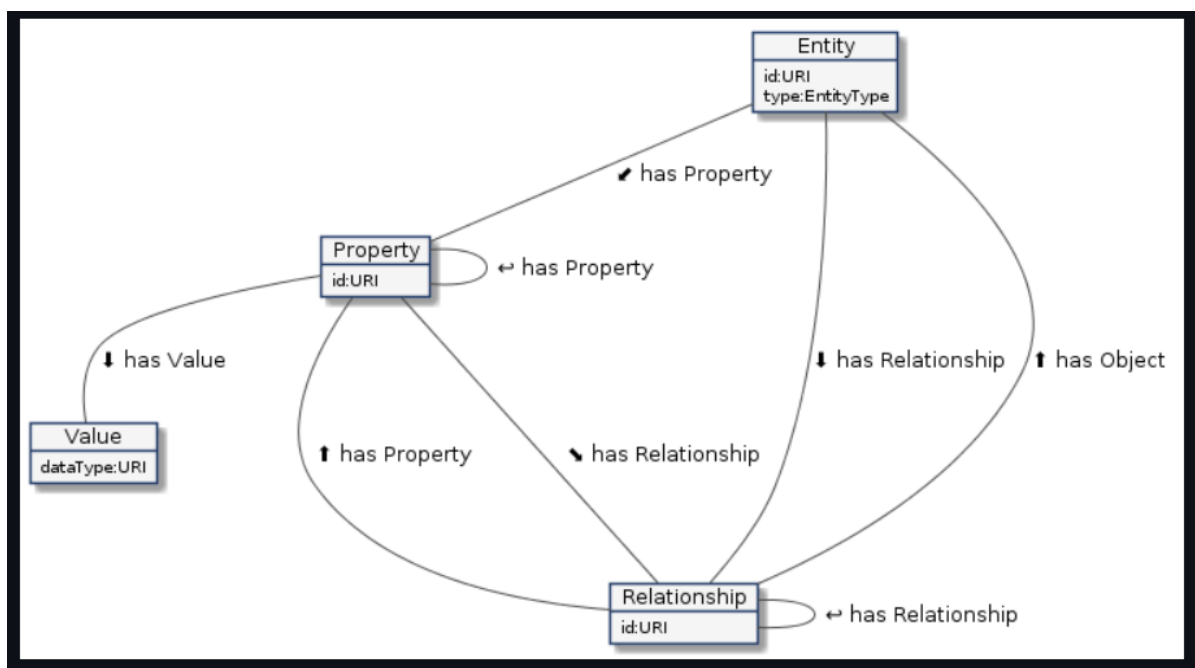 Entity
id:URI
type:EntityType
⬋ has Property
Property
id:URI
↩ has Property
⬇ has Value
⬇ has Relationship
⬆ has Object
Value
dataType:URI
⬆ has Property
⬊ has Relationship
Relationship
id:URI
↩ has Relationship